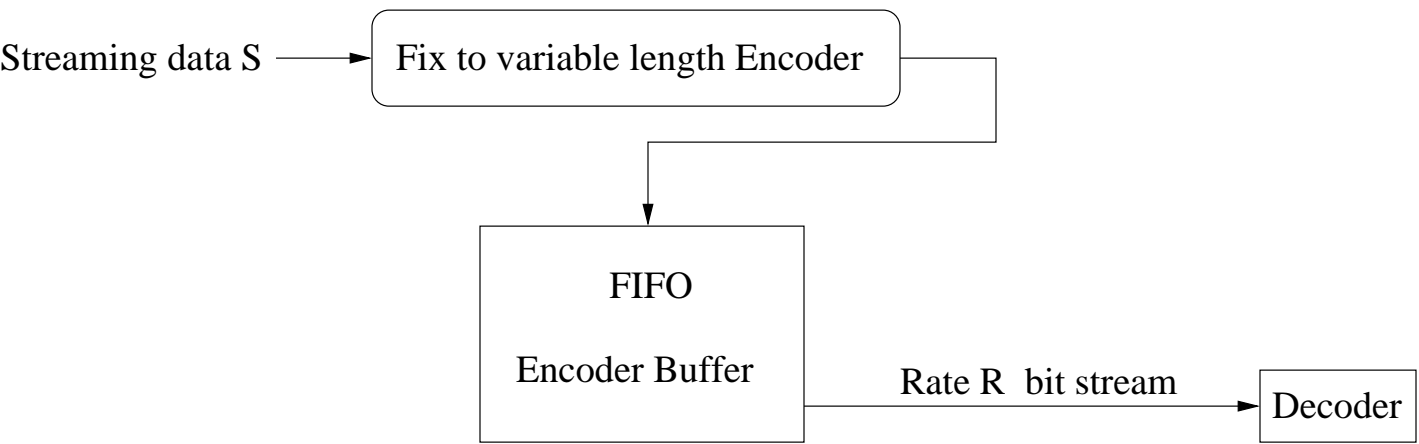 Streaming data S
Fix to variable length Encoder
FIFO
Encoder Buffer
Rate R bit stream
Decoder